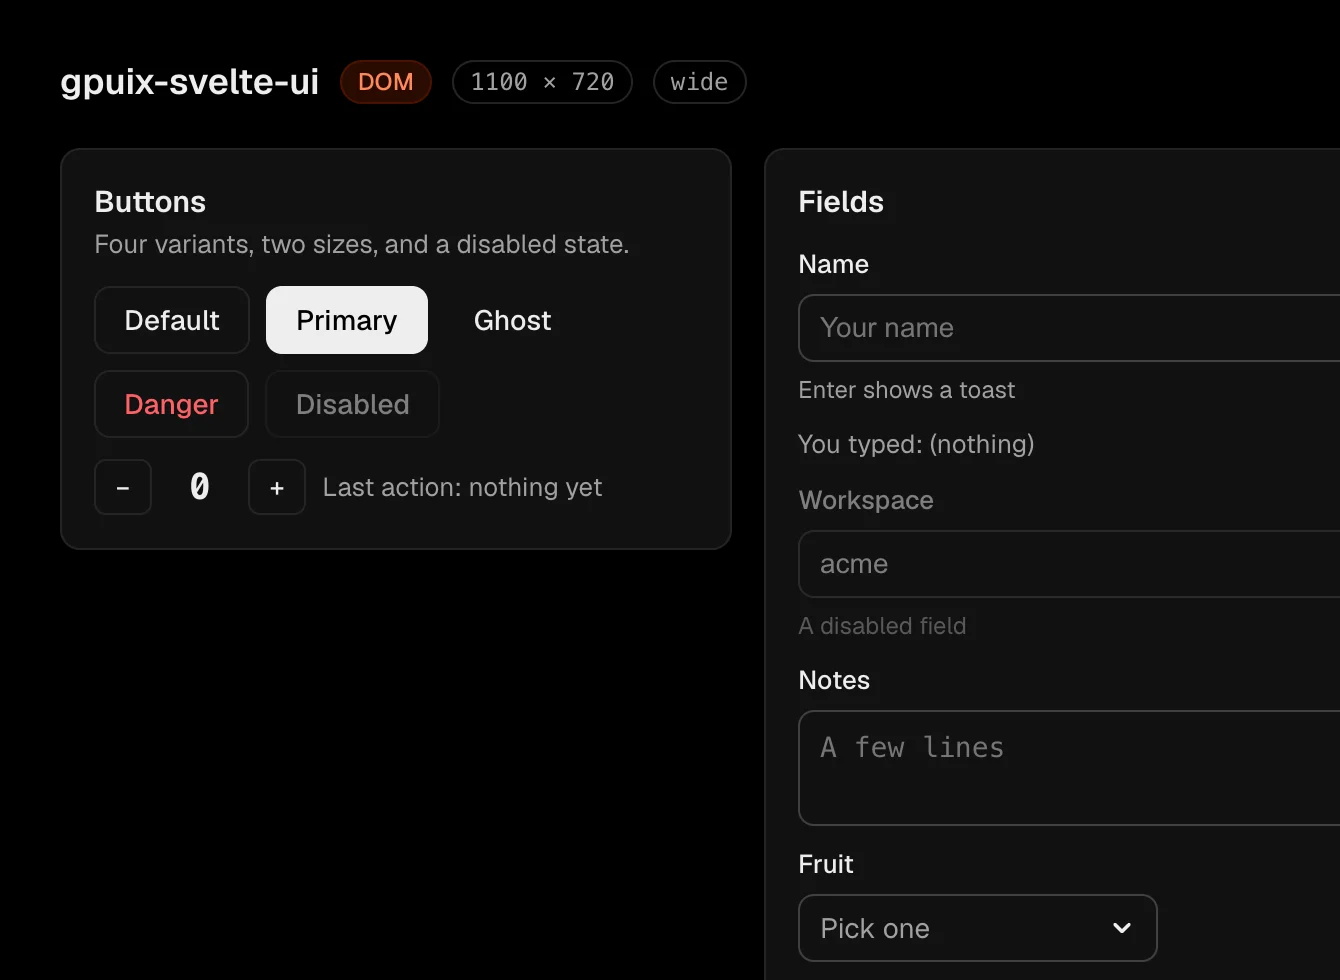 gpuix-svelte-ui DOM 1100 × 720 wide
Buttons
Four variants, two sizes, and a disabled state.
Default Primary Ghost
Danger Disabled
− 0 + Last action: nothing yet
Fields
Name
Your name
Enter shows a toast
You typed: (nothing)
Workspace
acme
A disabled field
Notes
A few lines
Fruit
Pick one